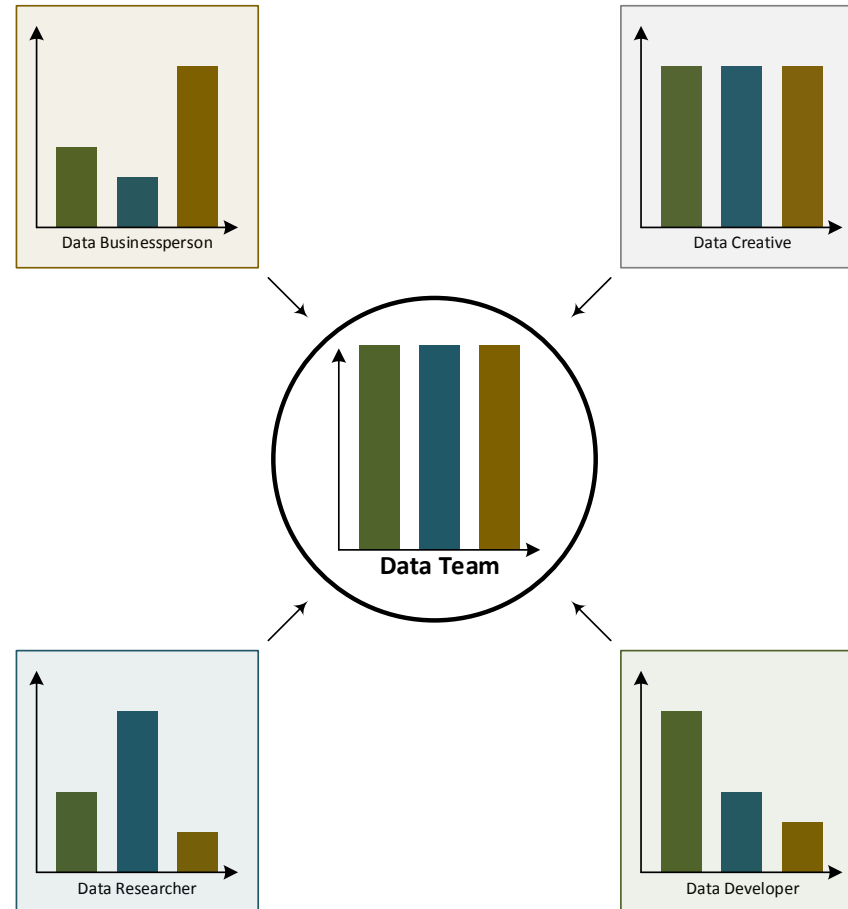 Data Businessperson
Data Creative
Data Team
Data Researcher
Data Developer